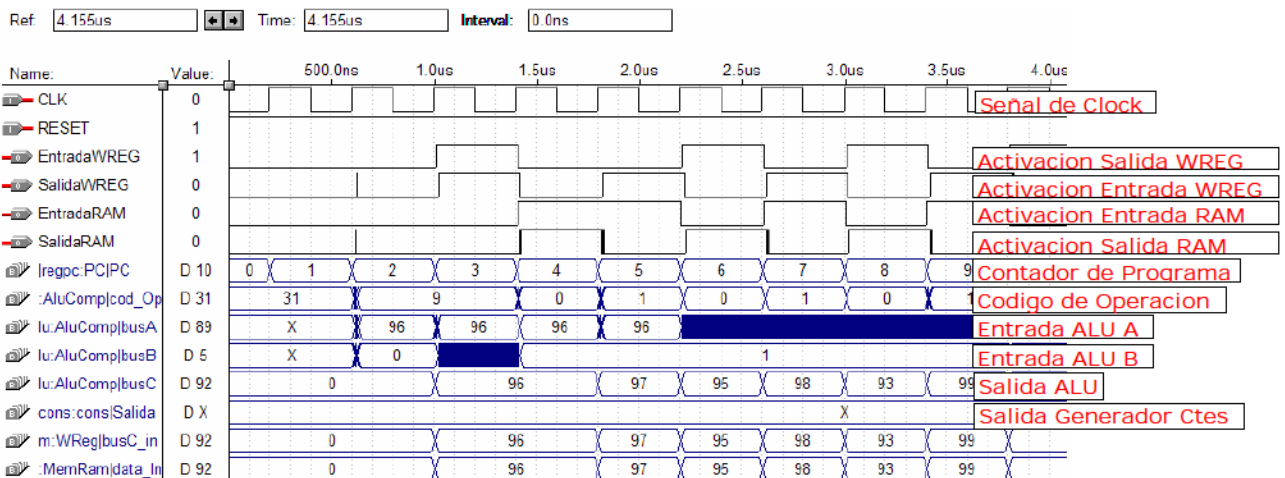 Ref: 4.155us Time: 4.155us Interval: 0.0ns
Name: Value: 500.0ns 1.0us 1.5us 2.0us 2.5us 3.0us 3.5us 4.0us
CLK 0 Señal de Clock
RESET 1
EntradaWREG 1 Activacion Salida WREG
SalidaWREG 0 Activacion Entrada WREG
EntradaRAM 0 Activacion Entrada RAM
SalidaRAM 0 Activacion Salida RAM
|regpc:PC|PC D 10 0 1 2 3 4 5 6 7 8 9 Contador de Programa
:AluComp|cod_Op D 31 31 9 0 1 0 1 0 1 Codigo de Operacion
lu:AluComp|busA D 89 X 96 96 96 96 Entrada ALU A
lu:AluComp|busB D 5 X 0 1 Entrada ALU B
lu:AluComp|busC D 92 0 96 97 95 98 93 99 Salida ALU
cons:cons|Salida D X X Salida Generador Ctes
m:WReg|busC_in D 92 0 96 97 95 98 93 99
:MemRam|data_In D 92 0 96 97 95 98 93 99